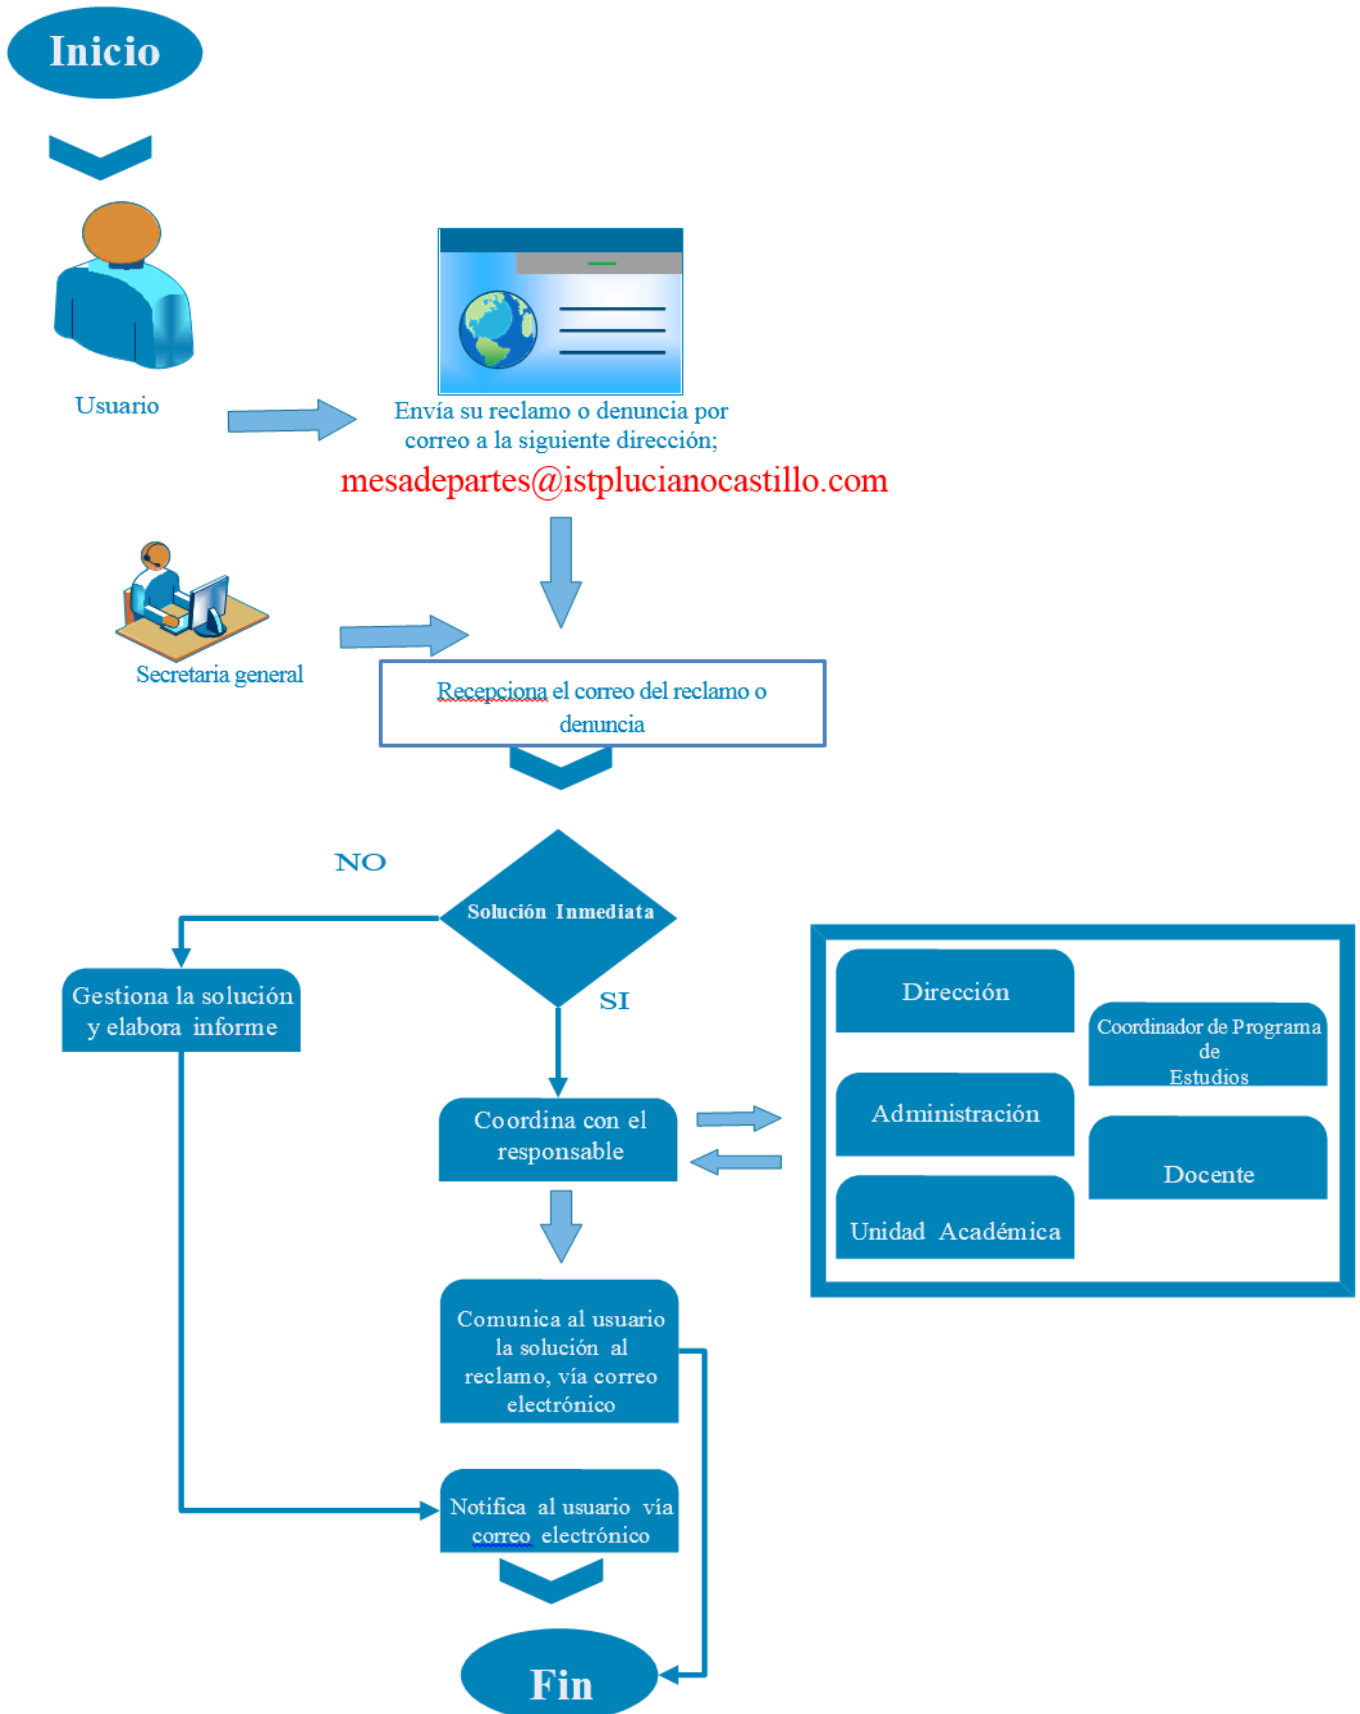 Inicio
Usuario
Envía su reclamo o denuncia por
correo a la siguiente dirección;
mesadepartes@istplucianocastillo.com
Secretaria general
Recepciona el correo del reclamo o
denuncia
NO
Solución Inmediata
SI
Gestiona la solución
y elabora informe
Coordina con el
responsable
Dirección
Coordinador de Programa
de
Estudios
Administración
Docente
Unidad Académica
Comunica al usuario
la solución al
reclamo, vía correo
electrónico
Notifica al usuario vía
correo electrónico
Fin